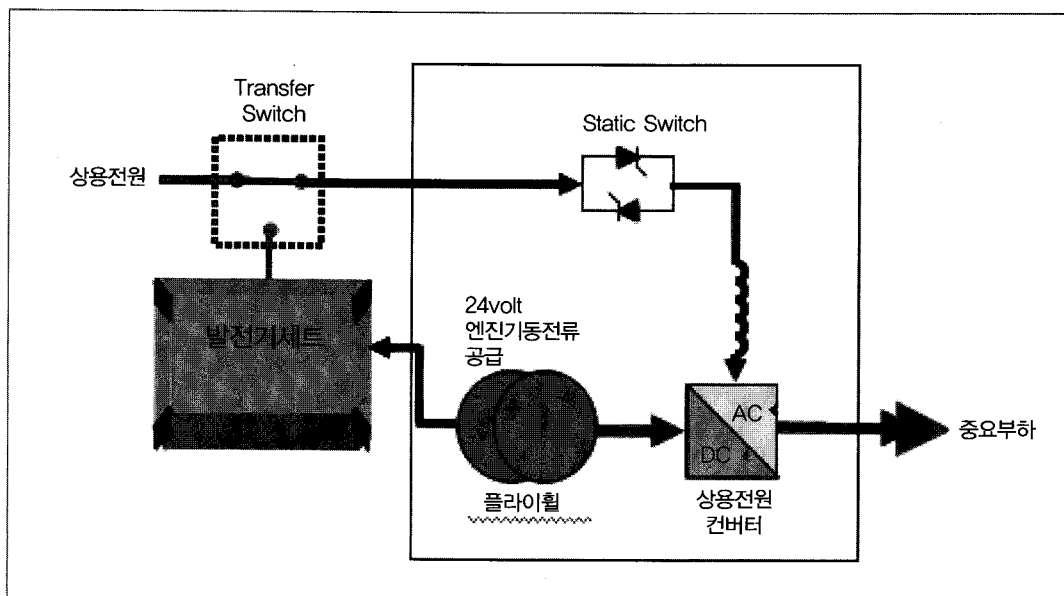 Transfer
Switch
Static Switch
상용전원
24volt
엔진기동전류
공급
발전기세트
AC
DC
중요부하
플라이휠
상용전원
컨버터